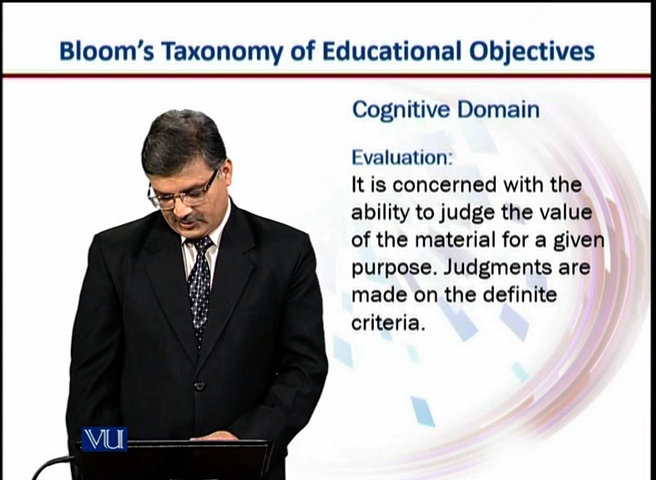 Bloom's Taxonomy of Educational Objectives
Cognitive Domain
Evaluation:
It is concerned with the
ability to judge the value
of the material for a given
purpose. Judgments are
made on the definite
criteria.
VU